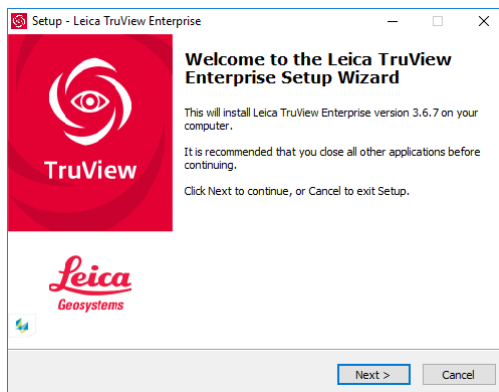 Setup - Leica TruView Enterprise
Welcome to the Leica TruView
Enterprise Setup Wizard
This will install Leica TruView Enterprise version 3.6.7 on your
computer.
It is recommended that you close all other applications before
continuing.
Click Next to continue, or Cancel to exit Setup.
TruView
Leica
Geosystems
Next >
Cancel